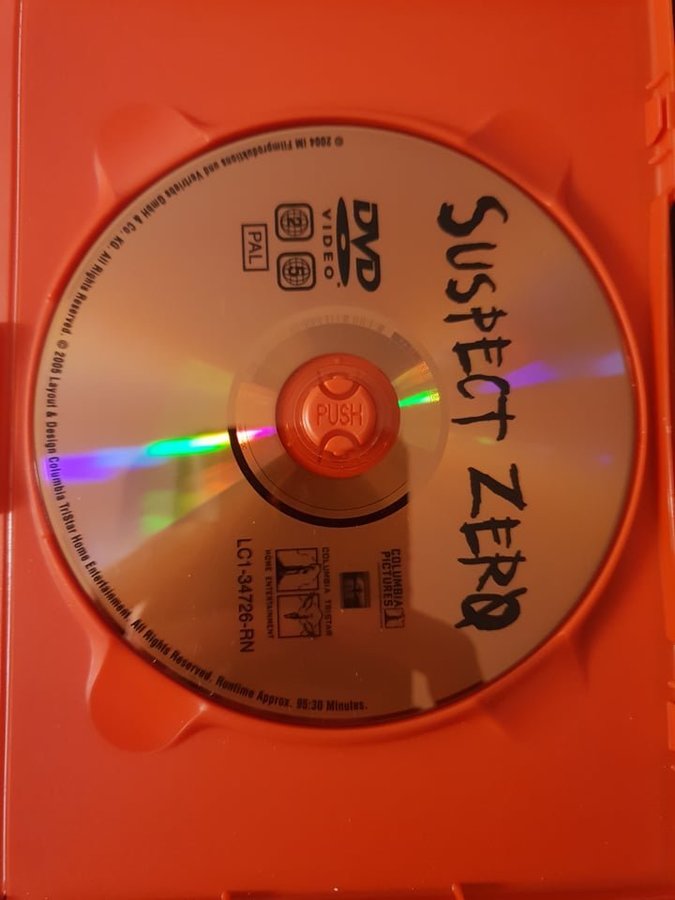 SUSPECT ZERO
DVD
VIDEO
2 5
PAL
PUSH
COLUMBIA
PICTURES
COLUMBIA TRISTAR
HOME ENTERTAINMENT
LC1-34726-RN
© 2004 IM Filmproduktions und Vertriebs GmbH & Co. KG. All Rights Reserved. © 2005 Layout & Design Columbia TriStar Home Entertainment. All Rights Reserved. Runtime Approx. 95:30 Minutes.